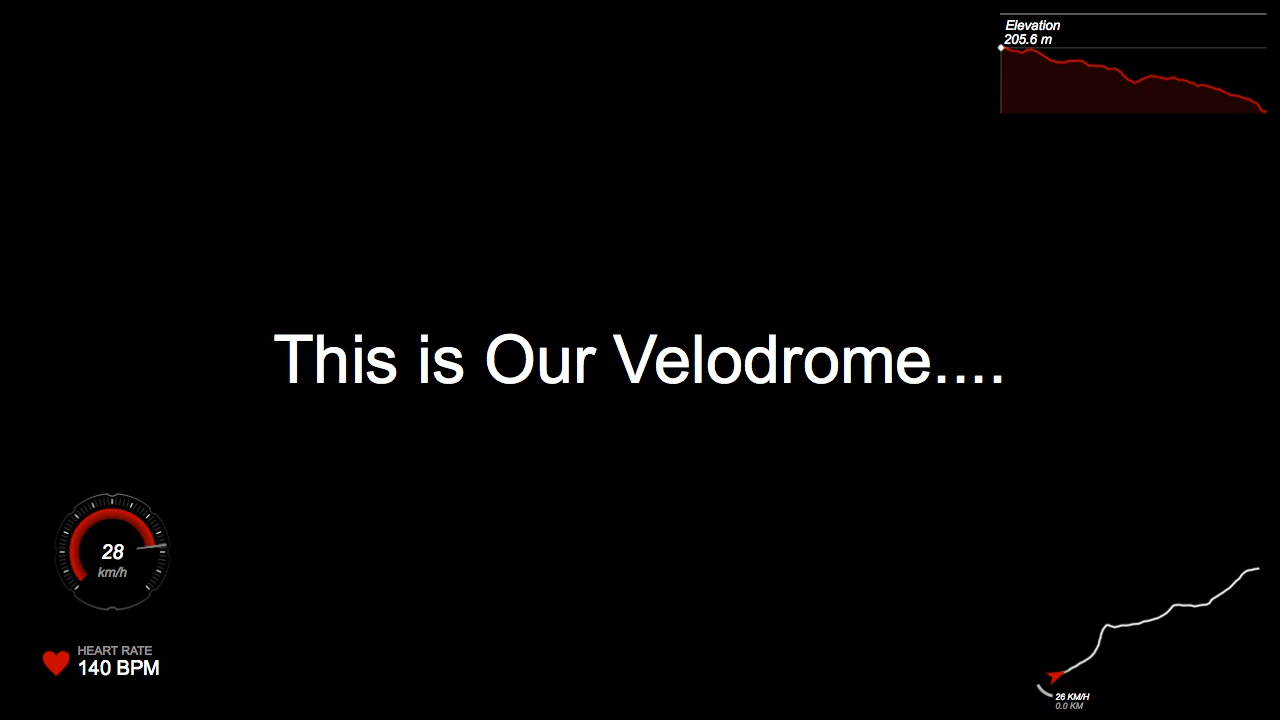 Elevation
205.6 m
This is Our Velodrome....
28
km/h
HEART RATE
140 BPM
26 KM/H
0.0 KM